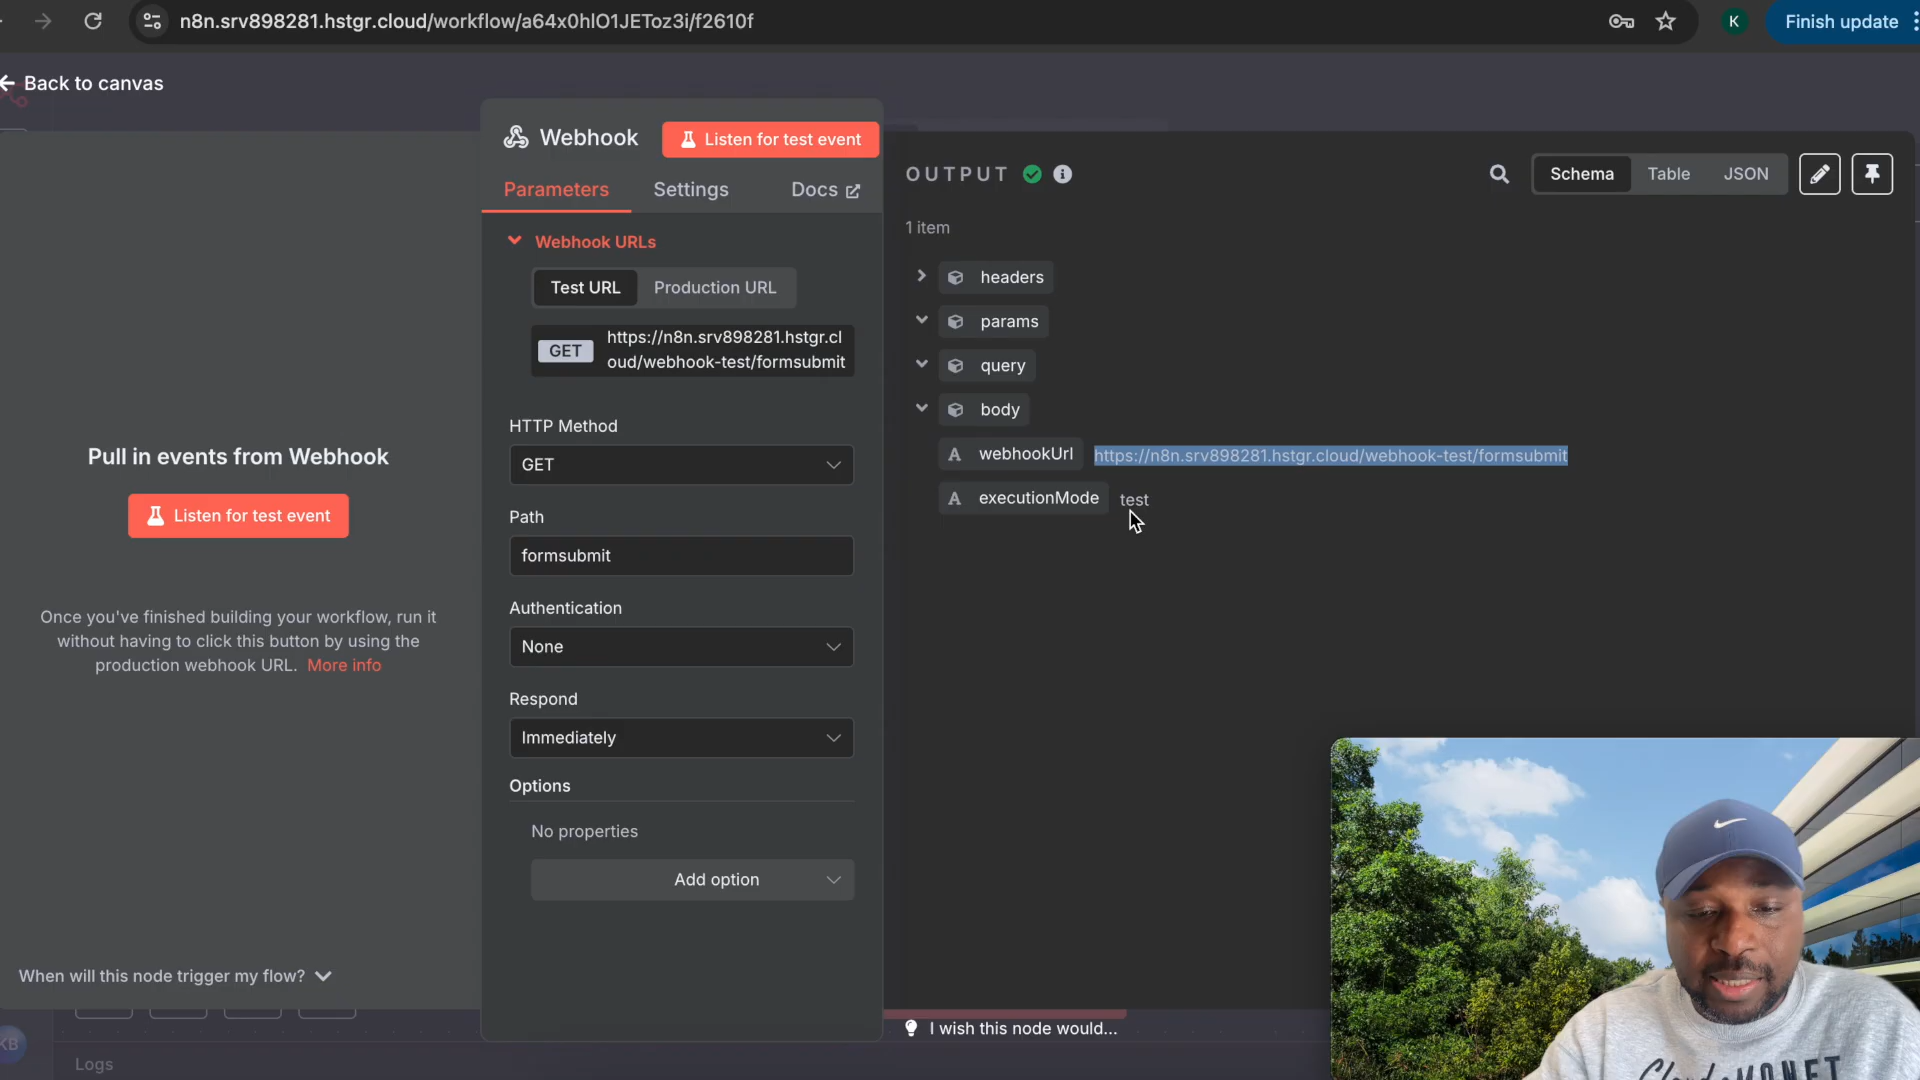 n8n.srv898281.hstgr.cloud/workflow/a64x0hlO1JEToz3i/f2610f
K
Finish update
Back to canvas
Webhook
Listen for test event
Parameters
Settings
Docs
Webhook URLs
Test URL
Production URL
GET
https://n8n.srv898281.hstgr.cl
oud/webhook-test/formsubmit
HTTP Method
GET
Path
formsubmit
Authentication
None
Respond
Immediately
Options
No properties
Add option
Pull in events from Webhook
Listen for test event
Once you've finished building your workflow, run it
without having to click this button by using the
production webhook URL. More info
When will this node trigger my flow?
KB
Logs
OUTPUT
Schema
Table
JSON
1 item
headers
params
query
body
A webhookUrl https://n8n.srv898281.hstgr.cloud/webhook-test/formsubmit
A executionMode test
I wish this node would...